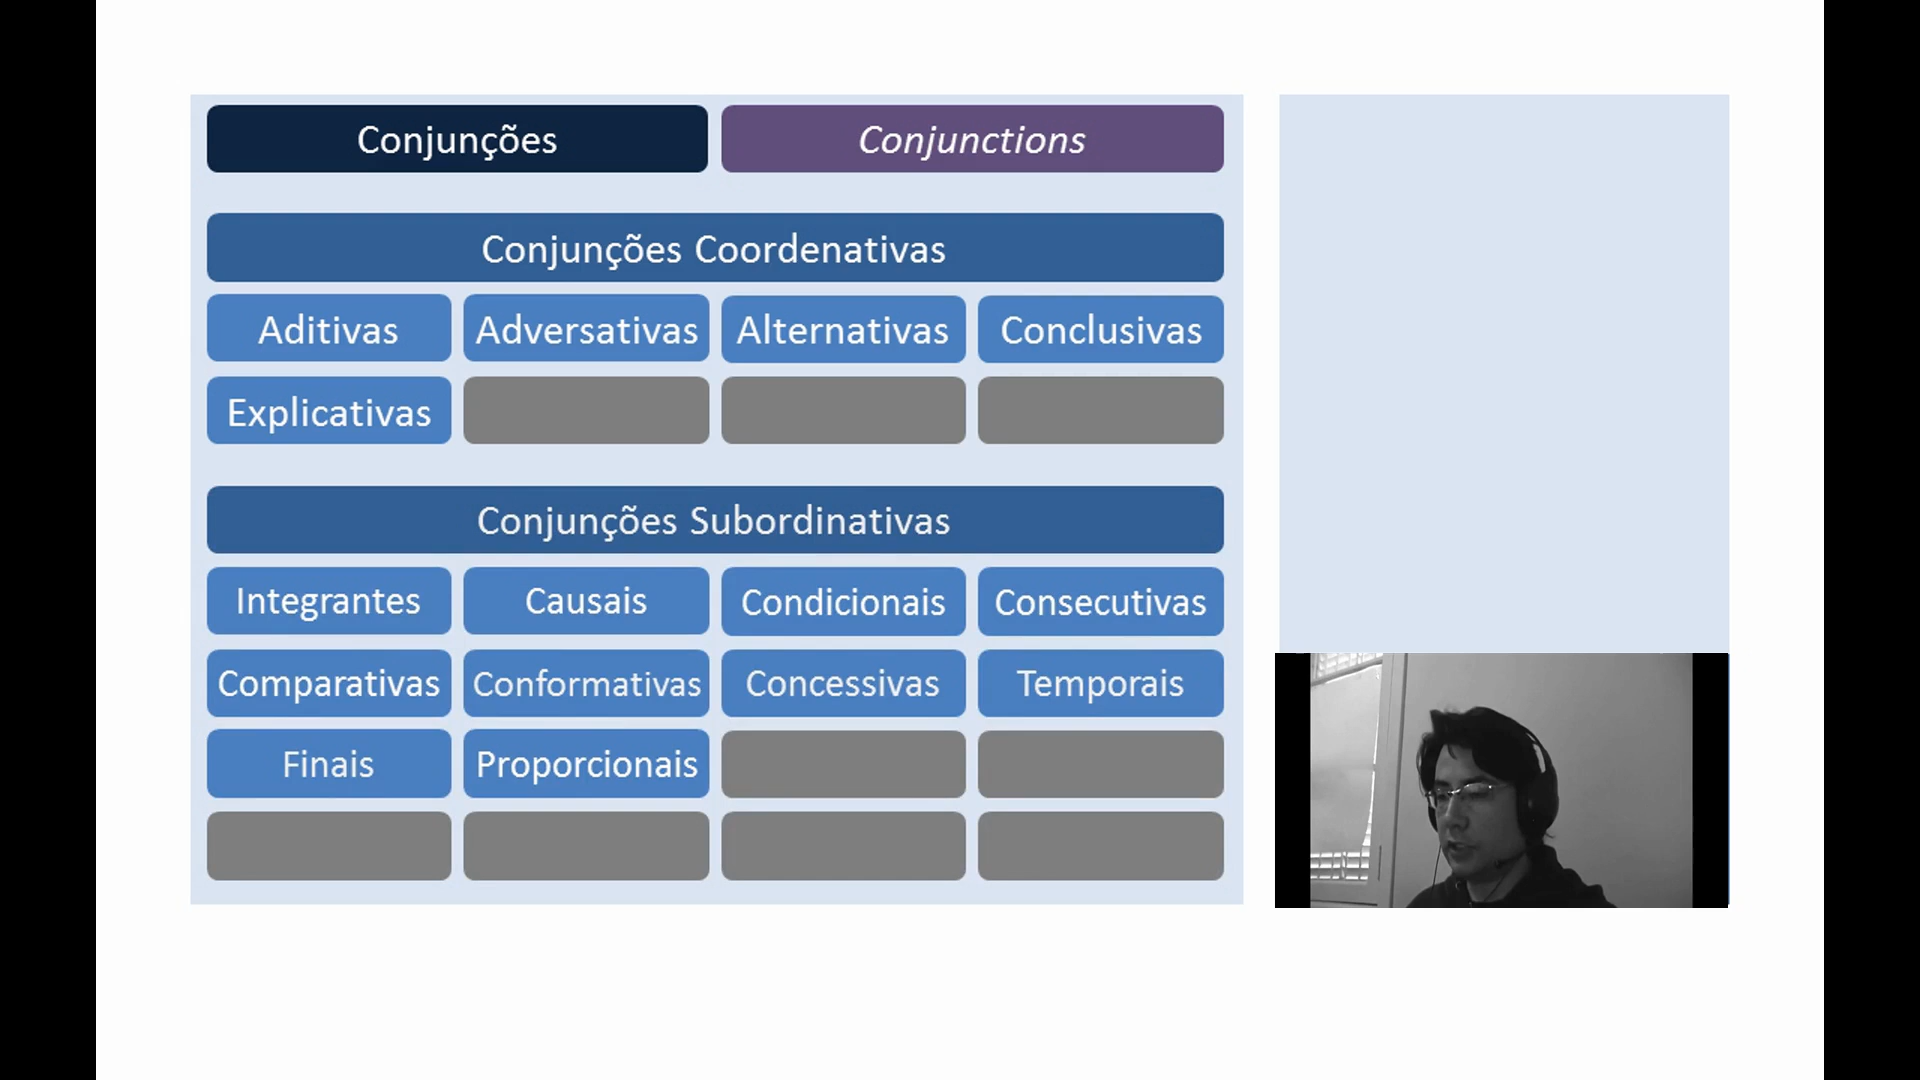 Conjunções Conjunctions
Conjunções Coordenativas
Aditivas Adversativas Alternativas Conclusivas
Explicativas
Conjunções Subordinativas
Integrantes Causais Condicionais Consecutivas
Comparativas Conformativas Concessivas Temporais
Finais Proporcionais